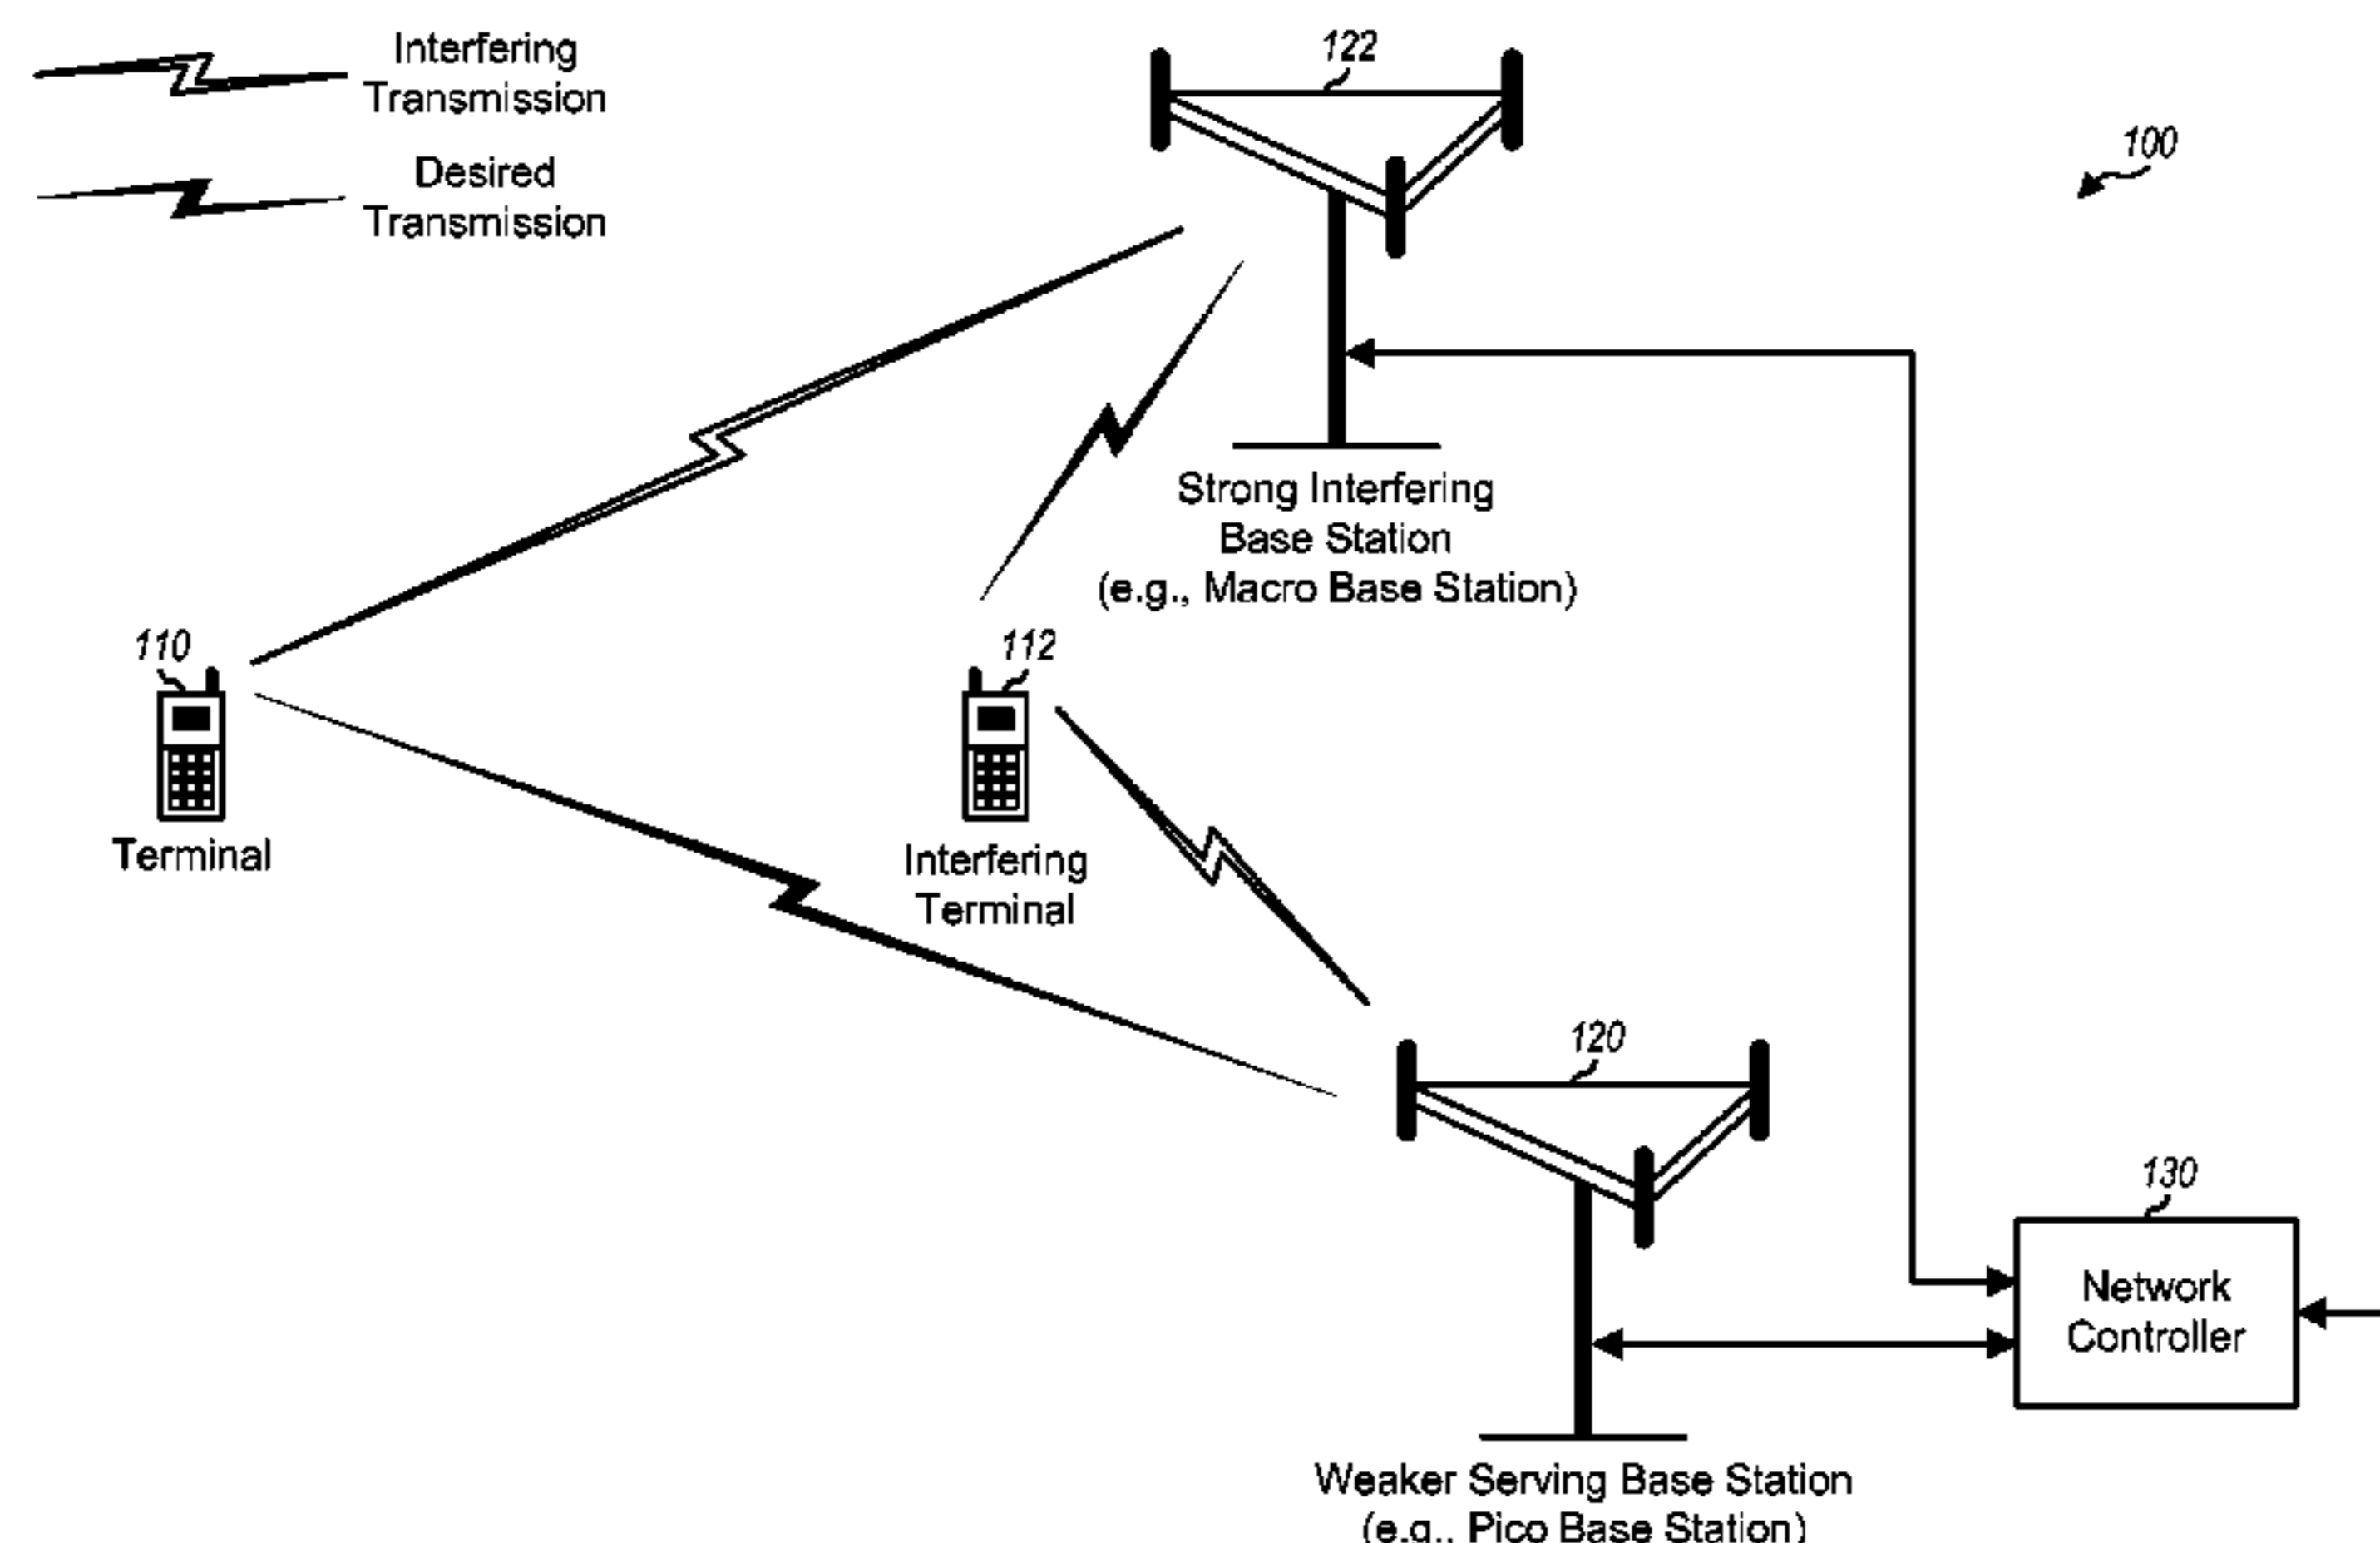 Interfering
Transmission
Desired
Transmission
122
100
Strong Interfering
Base Station
(e.g., Macro Base Station)
110
112
Terminal
Interfering
Terminal
120
130
Network
Controller
Weaker Serving Base Station
(e.g., Pico Base Station)